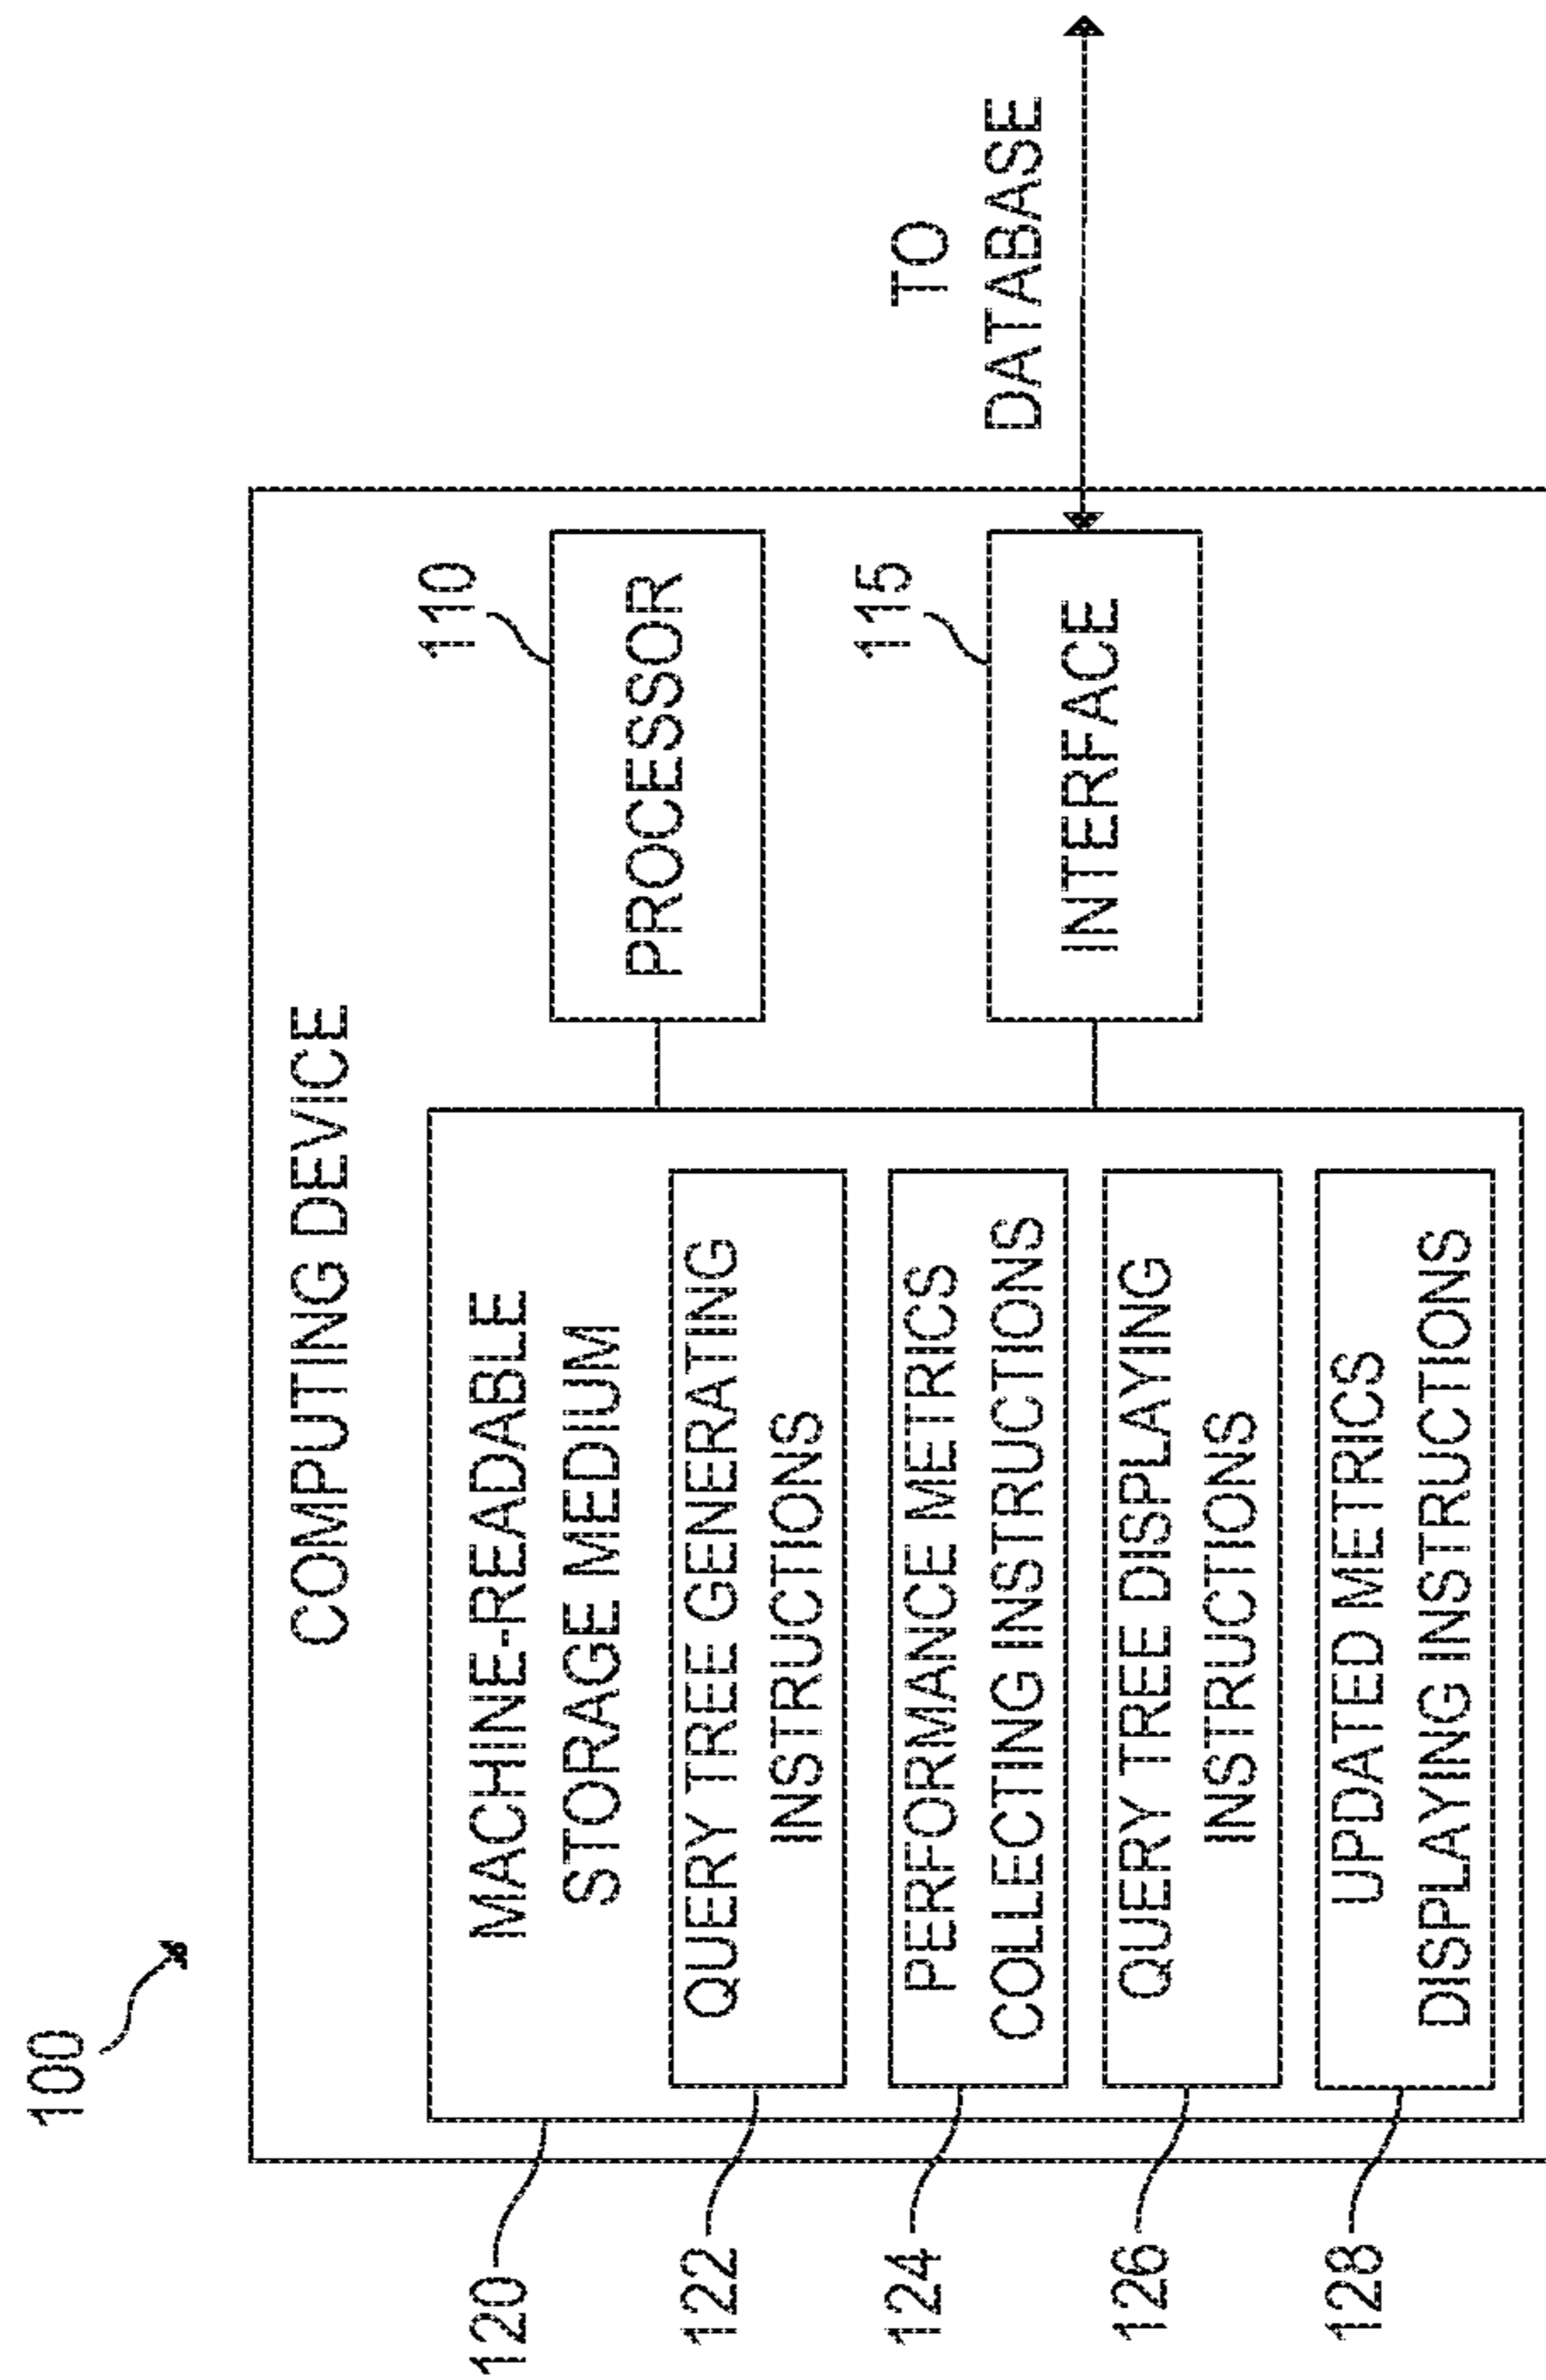 100
COMPUTING DEVICE
120
MACHINE-READABLE
STORAGE MEDIUM
122
QUERY TREE GENERATING
INSTRUCTIONS
124
PERFORMANCE METRICS
COLLECTING INSTRUCTIONS
126
QUERY TREE DISPLAYING
INSTRUCTIONS
128
UPDATED METRICS
DISPLAYING INSTRUCTIONS
110
PROCESSOR
115
INTERFACE
TO
DATABASE